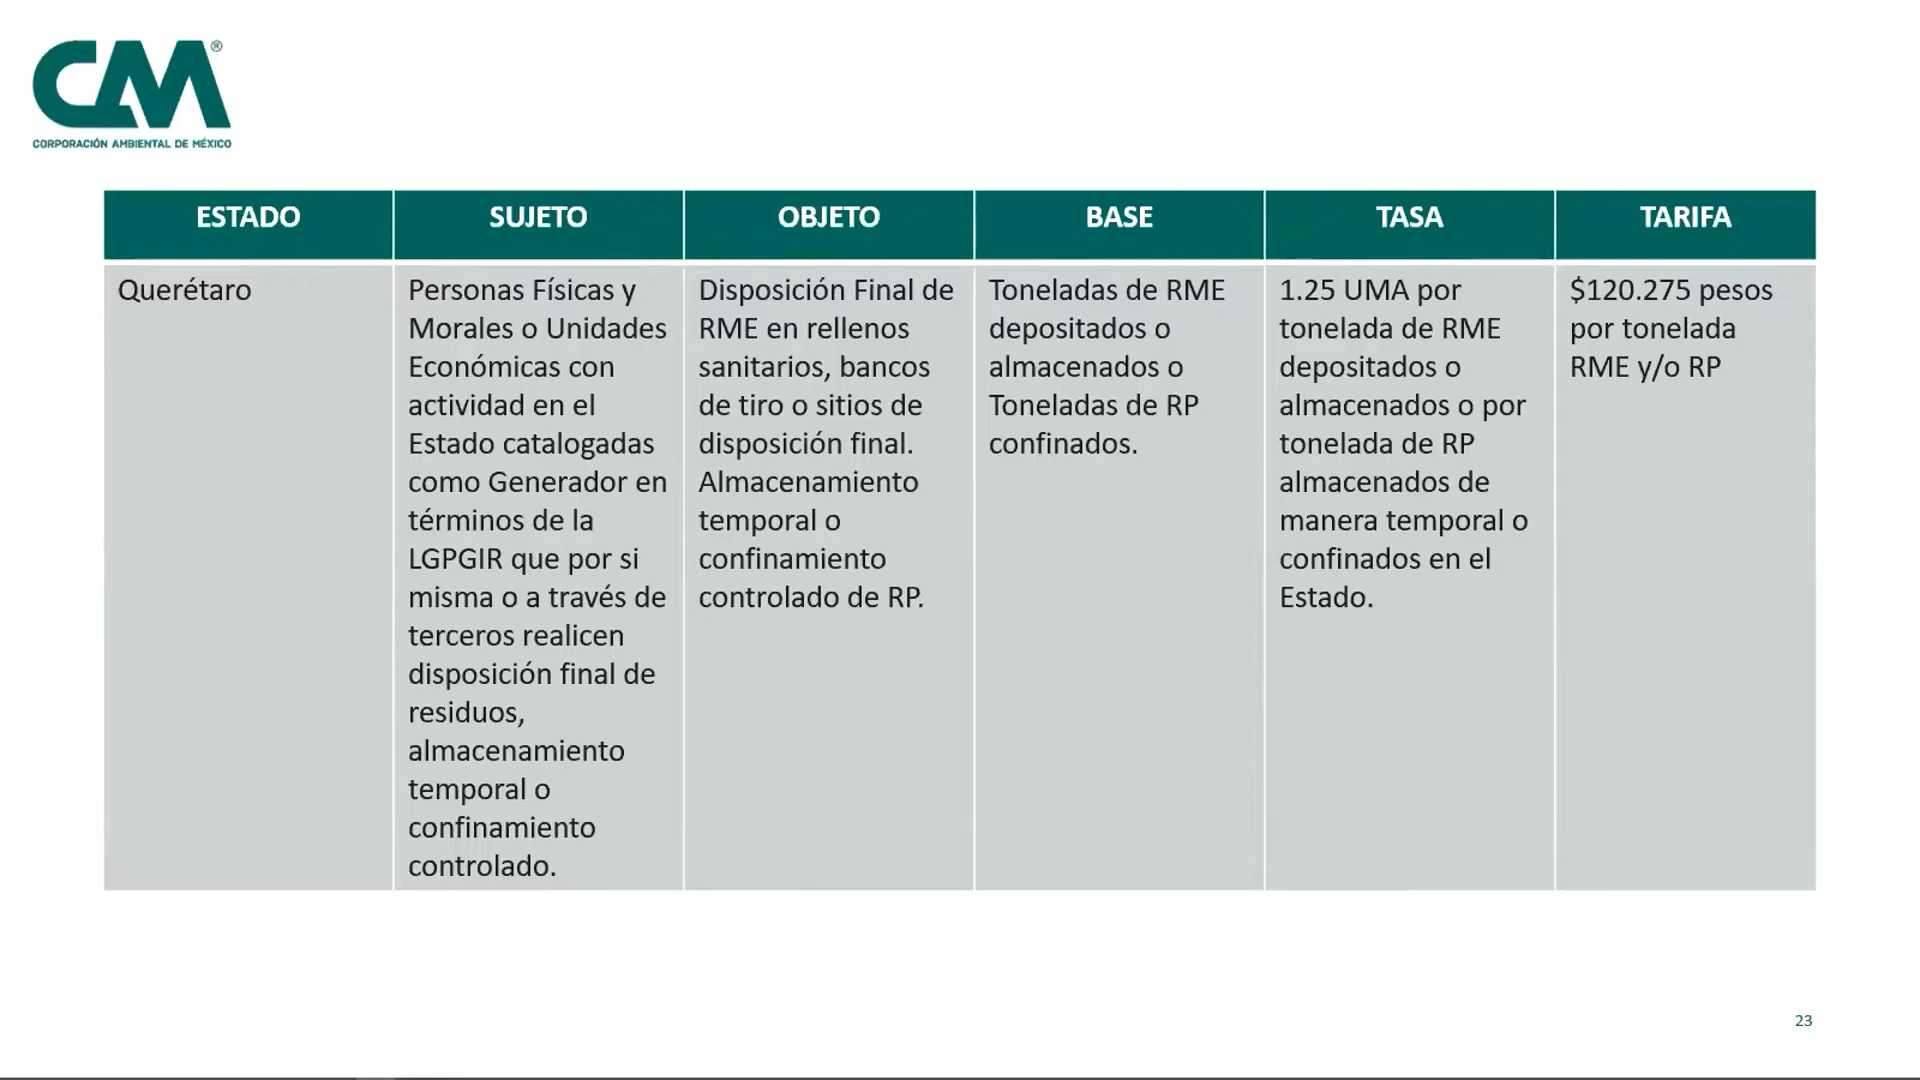 CM®
CORPORACIÓN AMBIENTAL DE MÉXICO
ESTADO
SUJETO
OBJETO
BASE
TASA
TARIFA
Querétaro
Personas Físicas y
Morales o Unidades
Económicas con
actividad en el
Estado catalogadas
como Generador en
términos de la
LGPGIR que por si
misma o a través de
terceros realicen
disposición final de
residuos,
almacenamiento
temporal o
confinamiento
controlado.
Disposición Final de
RME en rellenos
sanitarios, bancos
de tiro o sitios de
disposición final.
Almacenamiento
temporal o
confinamiento
controlado de RP.
Toneladas de RME
depositados o
almacenados o
Toneladas de RP
confinados.
1.25 UMA por
tonelada de RME
depositados o
almacenados o por
tonelada de RP
almacenados de
manera temporal o
confinados en el
Estado.
$120.275 pesos
por tonelada
RME y/o RP
23